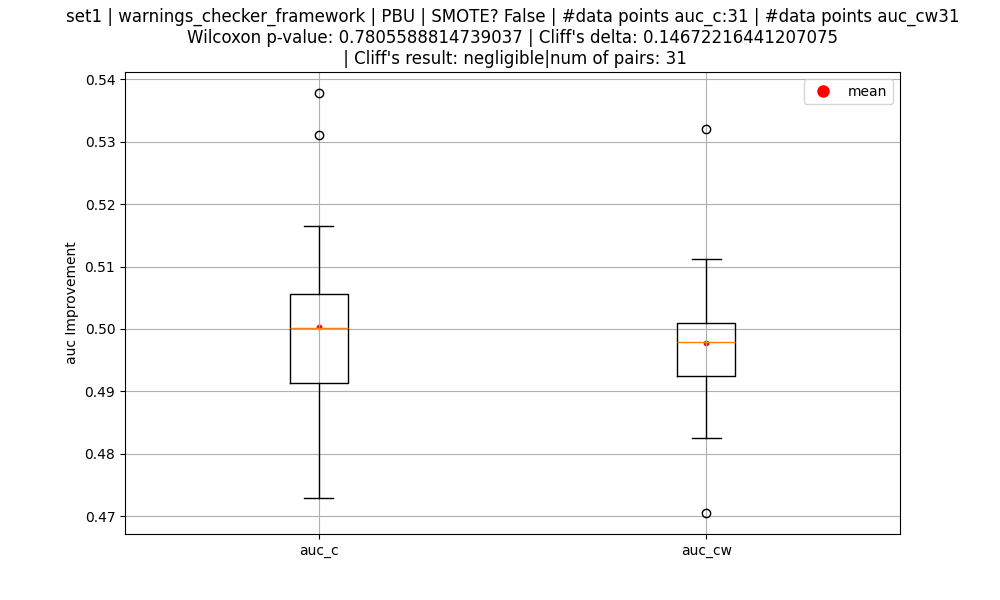 set1 | warnings_checker_framework | PBU | SMOTE? False | #data points auc_c:31 | #data points auc_cw31
Wilcoxon p-value: 0.7805588814739037 | Cliff's delta: 0.14672216441207075
| Cliff's result: negligible|num of pairs: 31
mean
0.54
0.53
0.52
0.51
0.50
0.49
0.48
0.47
auc Improvement
auc_c
auc_cw